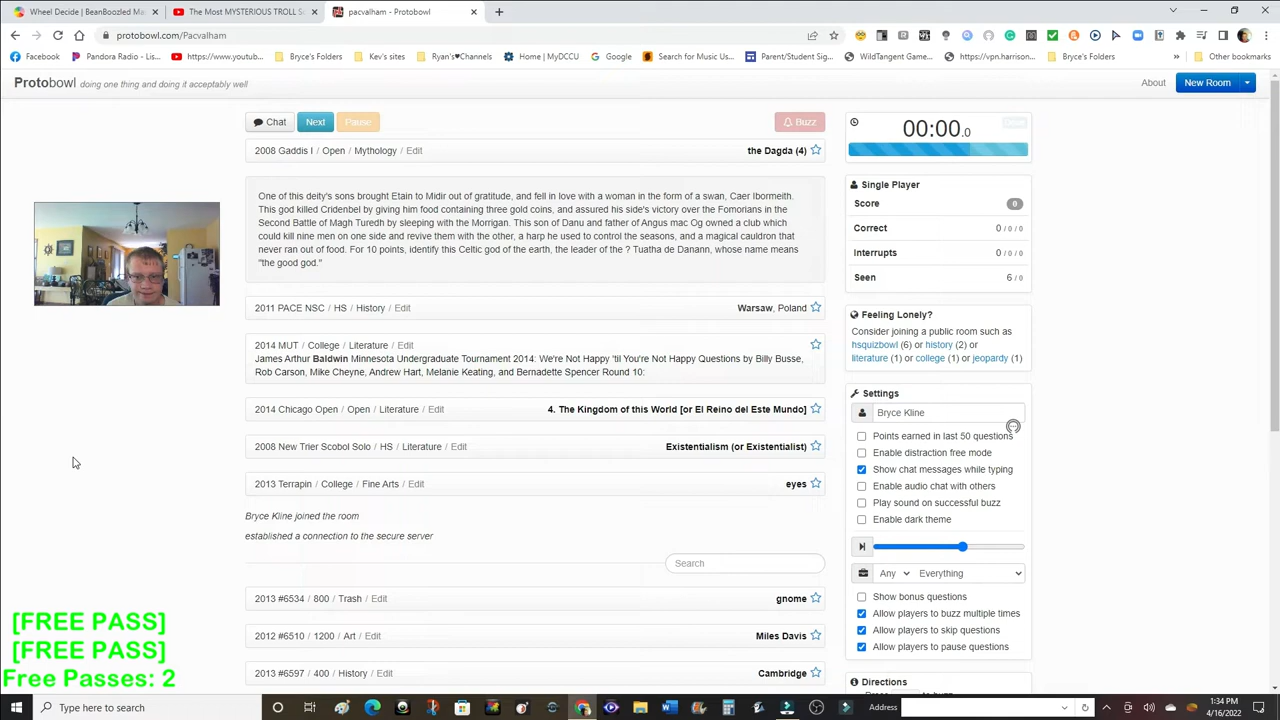 Wheel Decide | BeanBoozled Ma
The Most MYSTERIOUS TROLL S
pacvalham - Protobowl
protobowl.com/Pacvalham
Facebook
Pandora Radio - Lis...
https://www.youtub...
Bryce's Folders
Kev's sites
Ryan's♥Channels
Home | MyDCCU
Google
Search for Music Us...
Parent/Student Sig...
WildTangent Game...
https://vpn.harrison...
Bryce's Folders
»
Other bookmarks
Protobowl doing one thing and doing it acceptably well
About
New Room
Chat
Next
Pause
Buzz
2008 Gaddis I / Open / Mythology / Edit
the Dagda (4)
One of this deity's sons brought Etain to Midir out of gratitude, and fell in love with a woman in the form of a swan, Caer Ibormeith.
This god killed Cridenbel by giving him food containing three gold coins, and assured his side's victory over the Fomorians in the
Second Battle of Magh Turedh by sleeping with the Morrigan. This son of Danu and father of Angus mac Cg owned a club which
could kill nine men on one side and revive them with the other, a harp he used to control the seasons, and a magical cauldron that
never ran out of food. For 10 points, identify this Celtic god of the earth, the leader of the ? Tuatha de Danann, whose name means
"the good god."
2011 PACE NSC / HS / History / Edit
Warsaw, Poland
2014 MUT / College / Literature / Edit
James Arthur Baldwin Minnesota Undergraduate Tournament 2014: We're Not Happy 'til You're Not Happy Questions by Billy Busse,
Rob Carson, Mike Cheyne, Andrew Hart, Melanie Keating, and Bernadette Spencer Round 10:
2014 Chicago Open / Open / Literature / Edit
4. The Kingdom of this World [or El Reino del Este Mundo]
2008 New Trier Scobol Solo / HS / Literature / Edit
Existentialism (or Existentialist)
2013 Terrapin / College / Fine Arts / Edit
eyes
Bryce Kline joined the room
established a connection to the secure server
Search
2013 #6534 / 800 / Trash / Edit
gnome
2012 #6510 / 1200 / Art / Edit
Miles Davis
2013 #6597 / 400 / History / Edit
Cambridge
00:00.0
Single Player
Score 0
Correct 0 /0 /0
Interrupts 0 /0 /0
Seen 6 /0
Feeling Lonely?
Consider joining a public room such as
hsquizbowl (6) or history (2) or
literature (1) or college (1) or jeopardy (1)
Settings
Bryce Kline
Points earned in last 50 questions
Enable distraction free mode
Show chat messages while typing
Enable audio chat with others
Play sound on successful buzz
Enable dark theme
Any Everything
Show bonus questions
Allow players to buzz multiple times
Allow players to skip questions
Allow players to pause questions
Directions
[FREE PASS]
[FREE PASS]
Free Passes: 2
Type here to search
Address
1:34 PM
4/16/2022